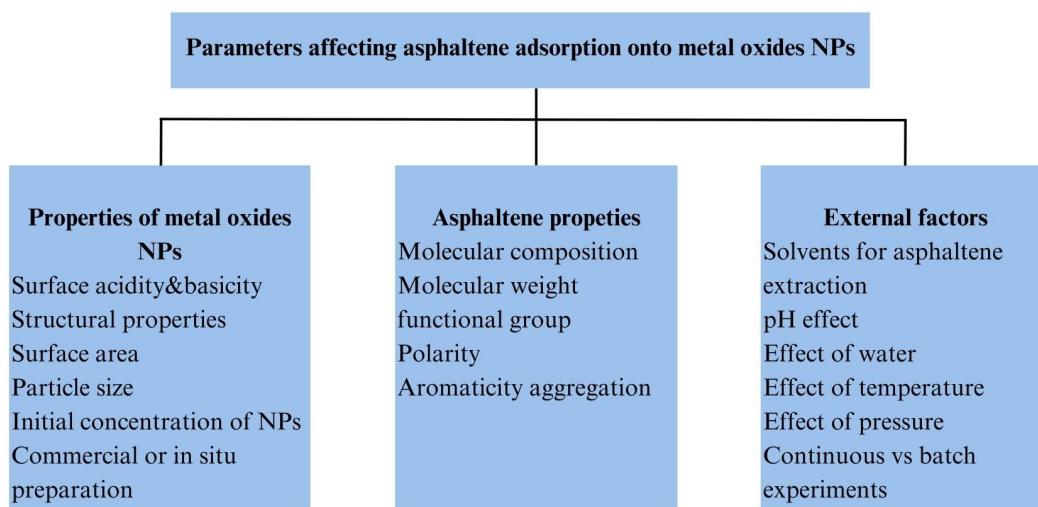 Parameters affecting asphaltene adsorption onto metal oxides NPs
Properties of metal oxides
NPs
Surface acidity&basicity
Structural properties
Surface area
Particle size
Initial concentration of NPs
Commercial or in situ
preparation
Asphaltene propeties
Molecular composition
Molecular weight
functional group
Polarity
Aromaticity aggregation
External factors
Solvents for asphaltene
extraction
pH effect
Effect of water
Effect of temperature
Effect of pressure
Continuous vs batch
experiments